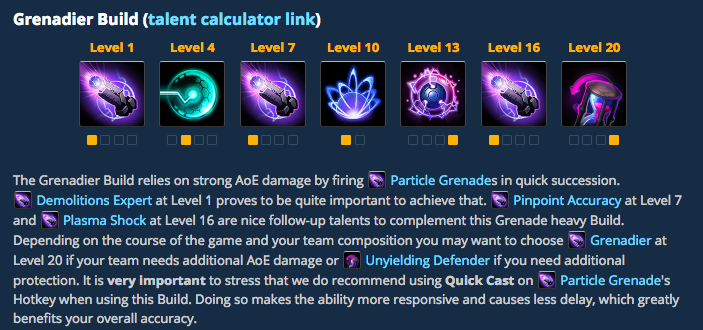 Grenadier Build (talent calculator link)
Level 1 Level 4 Level 7 Level 10 Level 13 Level 16 Level 20
The Grenadier Build relies on strong AoE damage by firing Particle Grenades in quick succession.
Demolitions Expert at Level 1 proves to be quite important to achieve that. Pinpoint Accuracy at Level 7
and Plasma Shock at Level 16 are nice follow-up talents to complement this Grenade heavy Build.
Depending on the course of the game and your team composition you may want to choose Grenadier at
Level 20 if your team needs additional AoE damage or Unyielding Defender if you need additional
protection. It is very important to stress that we do recommend using Quick Cast on Particle Grenade's
Hotkey when using this Build. Doing so makes the ability more responsive and causes less delay, which greatly
benefits your overall accuracy.